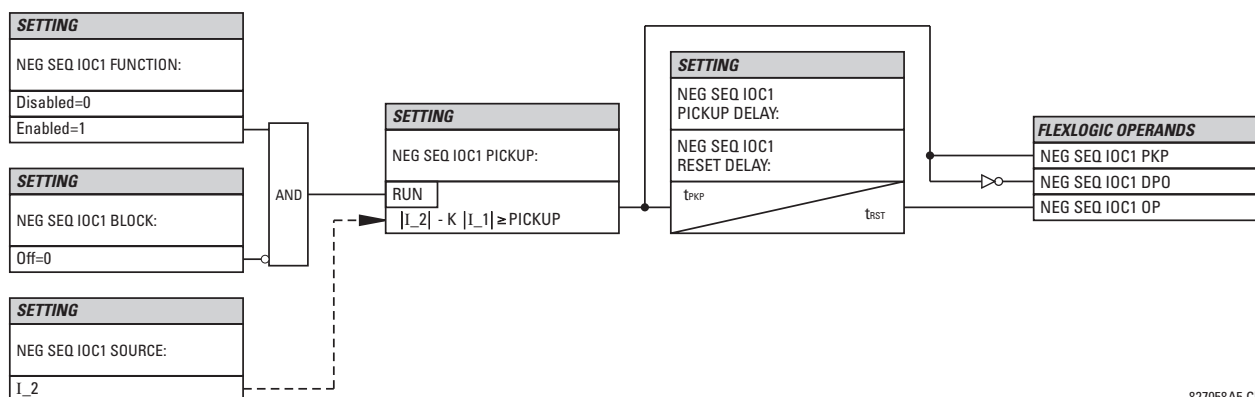 SETTING
NEG SEQ IOC1 FUNCTION:
Disabled=0
Enabled=1
SETTING
NEG SEQ IOC1 BLOCK:
Off=0
SETTING
NEG SEQ IOC1 SOURCE:
I_2
AND
SETTING
NEG SEQ IOC1 PICKUP:
RUN
|I_2| - K |I_1| ≥ PICKUP
SETTING
NEG SEQ IOC1
PICKUP DELAY:
NEG SEQ IOC1
RESET DELAY:
tPKP
tRST
FLEXLOGIC OPERANDS
NEG SEQ IOC1 PKP
NEG SEQ IOC1 DPO
NEG SEQ IOC1 OP